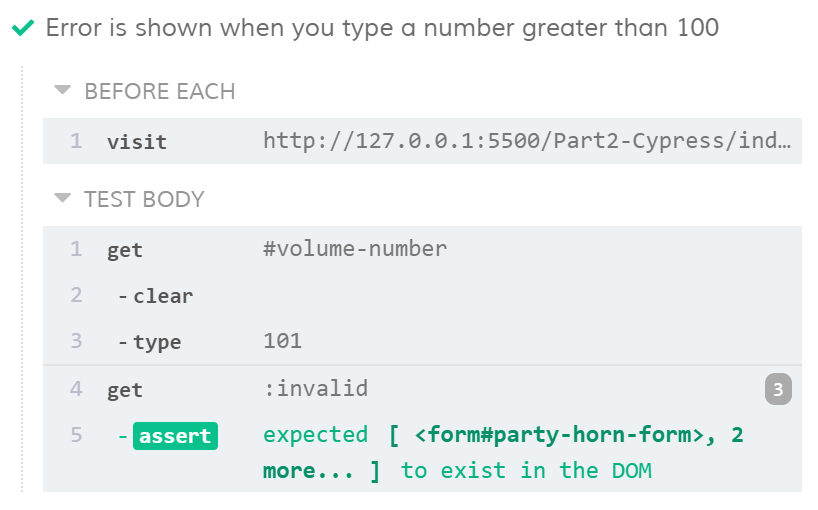 Error is shown when you type a number greater than 100
BEFORE EACH
1 visit http://127.0.0.1:5500/Part2-Cypress/ind…
TEST BODY
1 get #volume-number
2 -clear
3 -type 101
4 get :invalid 3
5 -assert expected [ <form#party-horn-form>, 2
more... ] to exist in the DOM